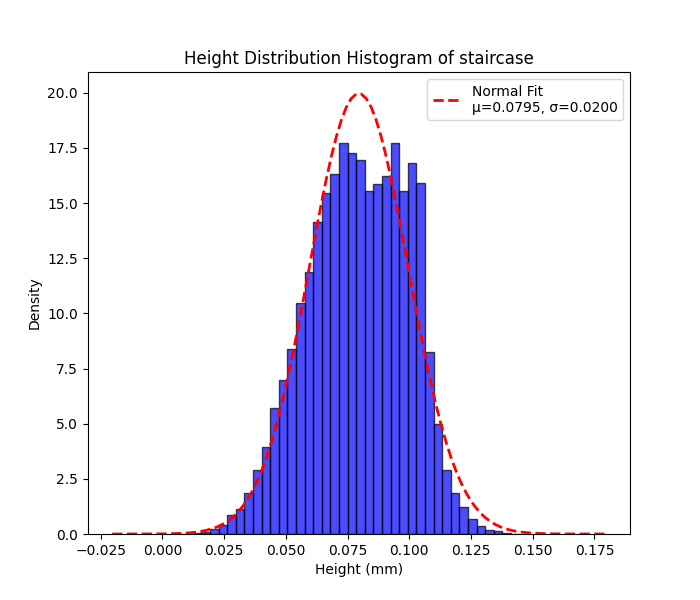 Height Distribution Histogram of staircase
Normal Fit
μ=0.0795, σ=0.0200
20.0
17.5
15.0
12.5
10.0
7.5
5.0
2.5
0.0
Density
−0.025 0.000 0.025 0.050 0.075 0.100 0.125 0.150 0.175
Height (mm)